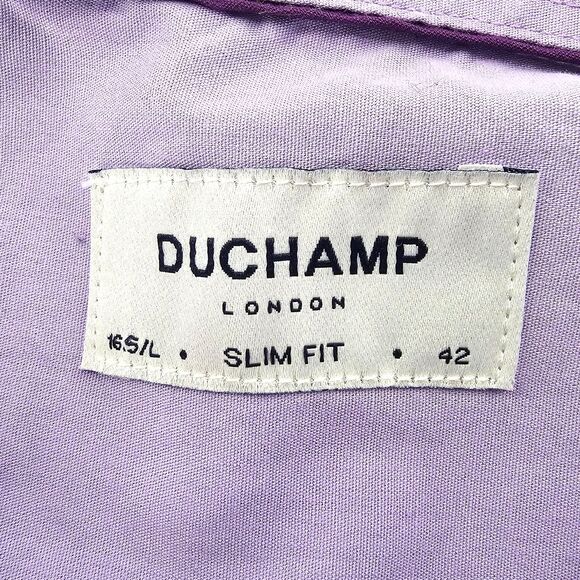 DUCHAMP
LONDON
16.5/L • SLIM FIT • 42